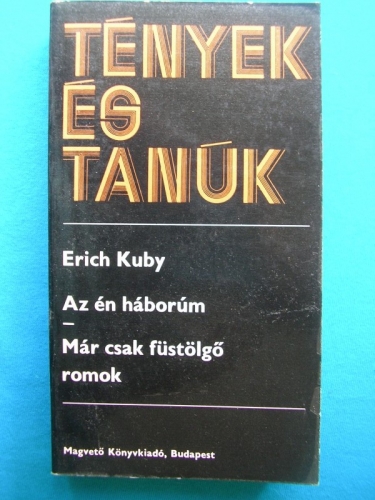 TÉNYEK
ÉS
TANÚK
Erich Kuby
Az én háborúm
–
Már csak füstölgő
romok
Magvető Könyvkiadó, Budapest